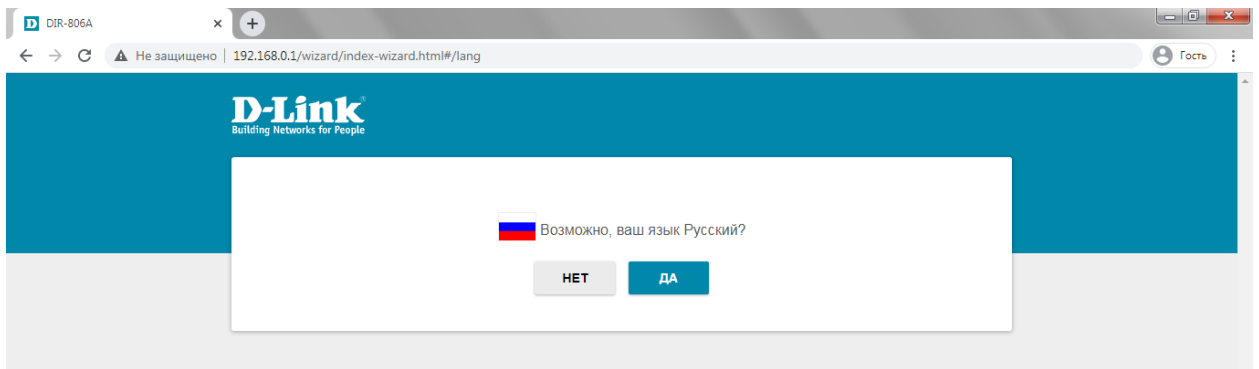 DIR-806A
Не защищено
192.168.0.1/wizard/index-wizard.html#/lang
Гость
D-Link
Building Networks for People
Возможно, ваш язык Русский?
НЕТ
ДА